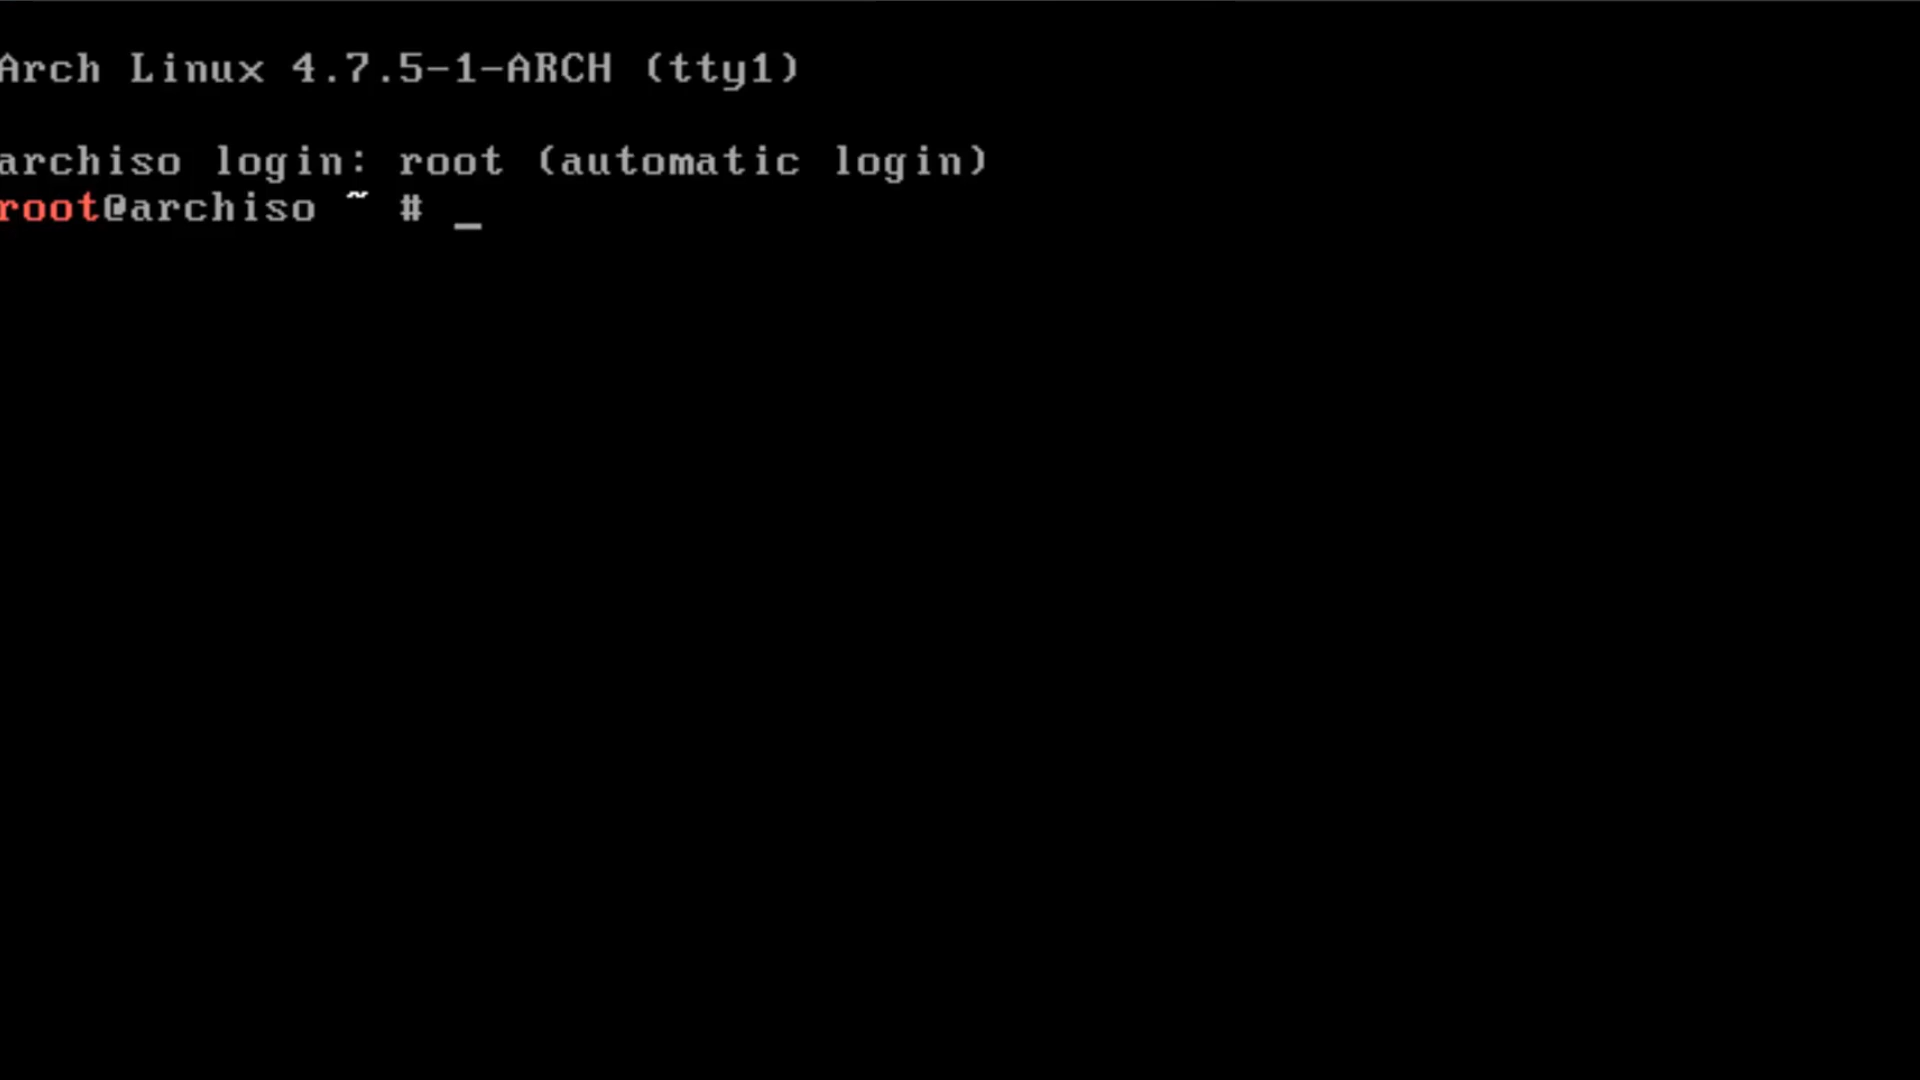 Arch Linux 4.7.5-1-ARCH (tty1)
archiso login: root (automatic login)
root@archiso ~ # _